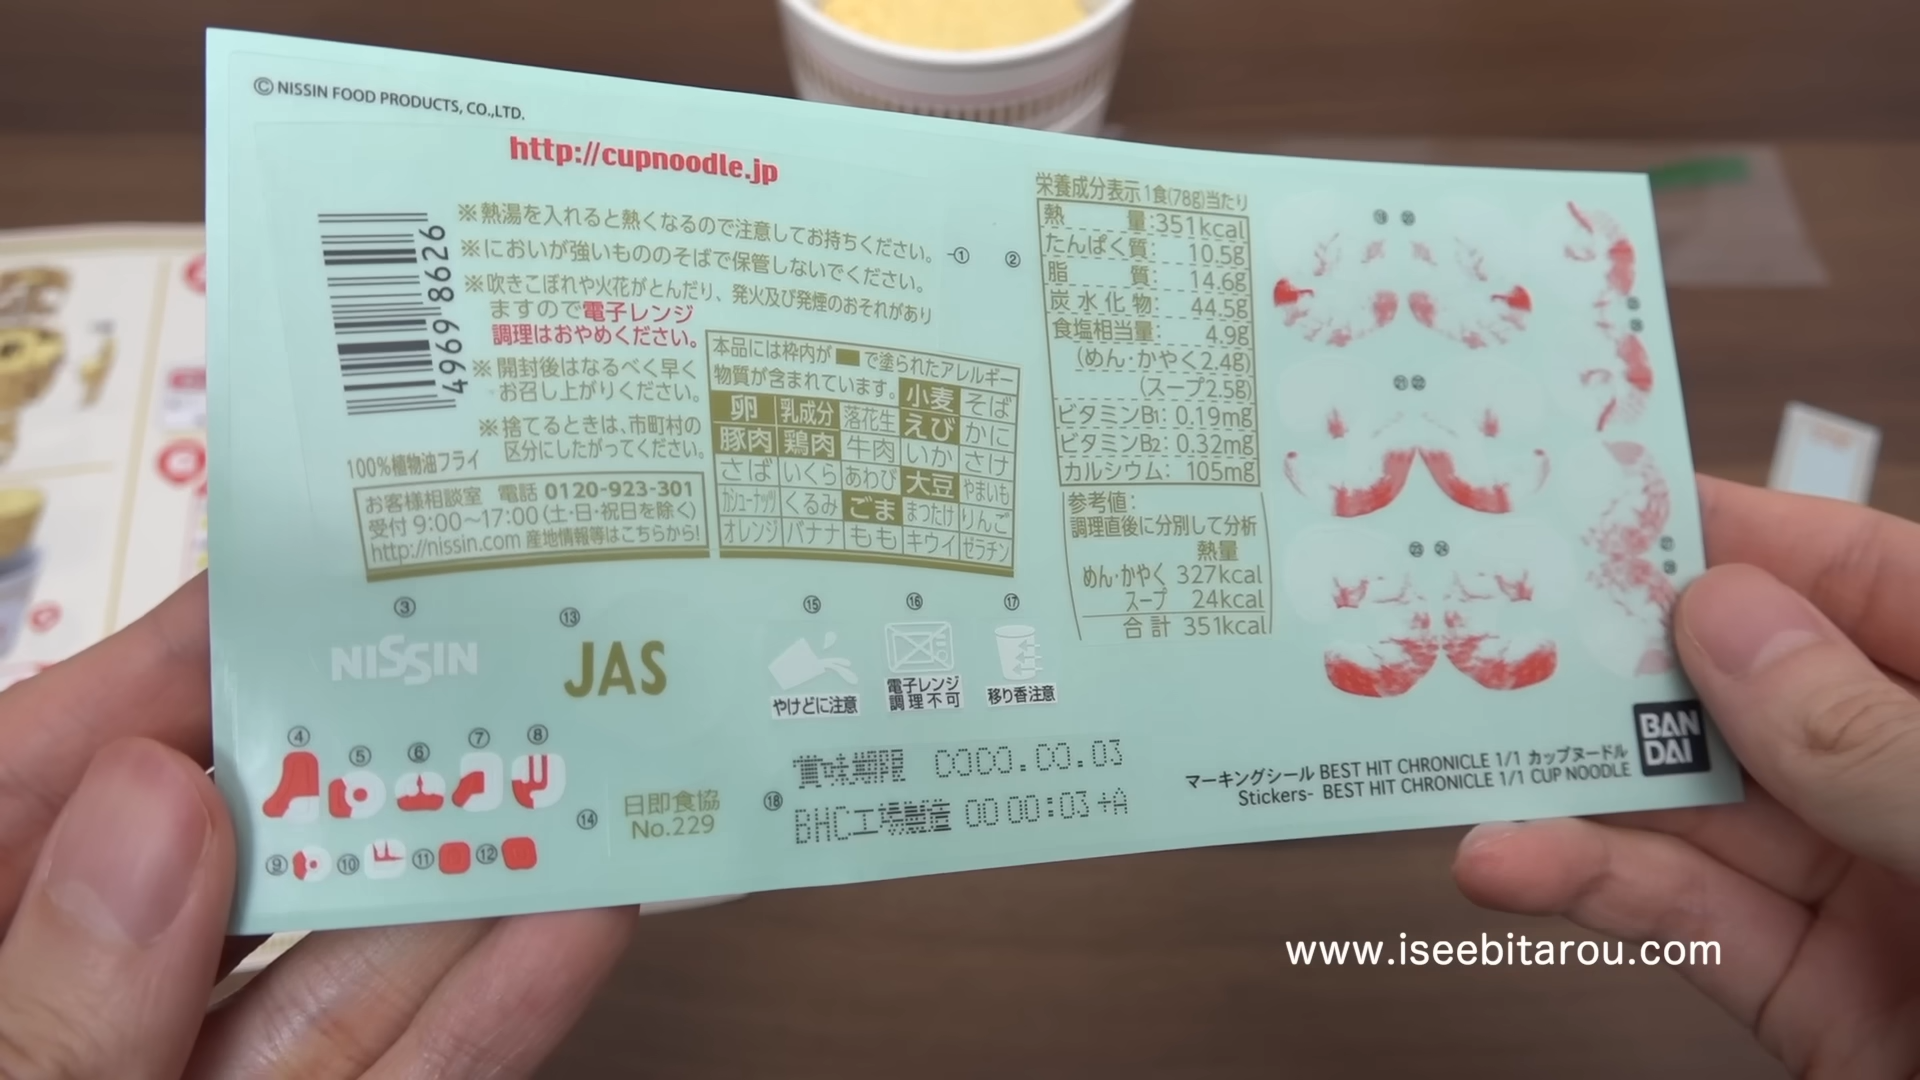 © NISSIN FOOD PRODUCTS, CO.,LTD.
http://cupnoodle.jp
4969 8626
※熱湯を入れると熱くなるので注意してお持ちください。
※においが強いもののそばで保管しないでください。
※吹きこぼれや火花がとんだり、発火及び発煙のおそれがあり
ますので電子レンジ
調理はおやめください。
※開封後はなるべく早く
お召し上がりください。
※捨てるときは、市町村の
区分にしたがってください。
100%植物油フライ
お客様相談室 電話 0120-923-301
受付 9:00〜17:00(土・日・祝日を除く)
http://nissin.com 産地情報等はこちらから!
本品には枠内が で塗られたアレルギー
物質が含まれています。 小麦 そば
卵 乳成分 落花生 えび かに
豚肉 鶏肉 牛肉 いか さけ
さば いくら あわび 大豆 やまいも
カシューナッツ くるみ ごま まつたけ りんご
オレンジ バナナ もも キウイ ゼラチン
① ②
栄養成分表示 1食(78g)当たり
熱量:351kcal
たんぱく質: 10.5g
脂質: 14.6g
炭水化物: 44.5g
食塩相当量: 4.9g
(めん・かやく2.4g)
(スープ2.5g)
ビタミンB1: 0.19mg
ビタミンB2: 0.32mg
カルシウム: 105mg
参考値:
調理直後に分別して分析
熱量
めん・かやく 327kcal
スープ 24kcal
合計 351kcal
③ ⑬ ⑮ ⑯ ⑰
NISSIN
JAS
やけどに注意
電子レンジ
調理不可
移り香注意
④ ⑤ ⑥ ⑦ ⑧
⑨ ⑩ ⑪ ⑫
⑭ 日即食協
No.229
⑱ 賞味期限 0000.00.03
BHC工場製造 00 00:03 +A
㉑ ㉒
㉓ ㉔
マーキングシール BEST HIT CHRONICLE 1/1 カップヌードル
Stickers- BEST HIT CHRONICLE 1/1 CUP NOODLE
BAN
DAI
www.iseebitarou.com